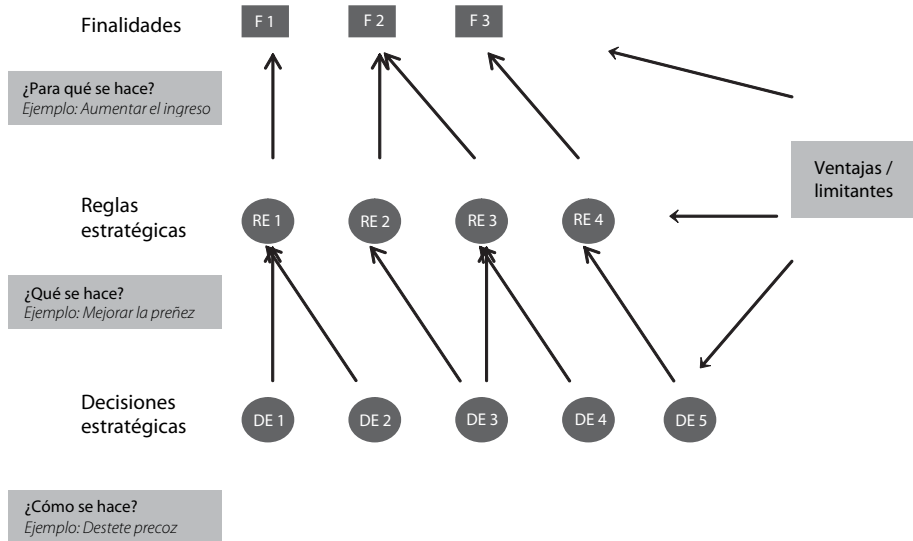 Finalidades
F 1
F 2
F 3
¿Para qué se hace?
Ejemplo: Aumentar el ingreso
Ventajas /
limitantes
Reglas
estratégicas
RE 1
RE 2
RE 3
RE 4
¿Qué se hace?
Ejemplo: Mejorar la preñez
Decisiones
estratégicas
DE 1
DE 2
DE 3
DE 4
DE 5
¿Cómo se hace?
Ejemplo: Destete precoz